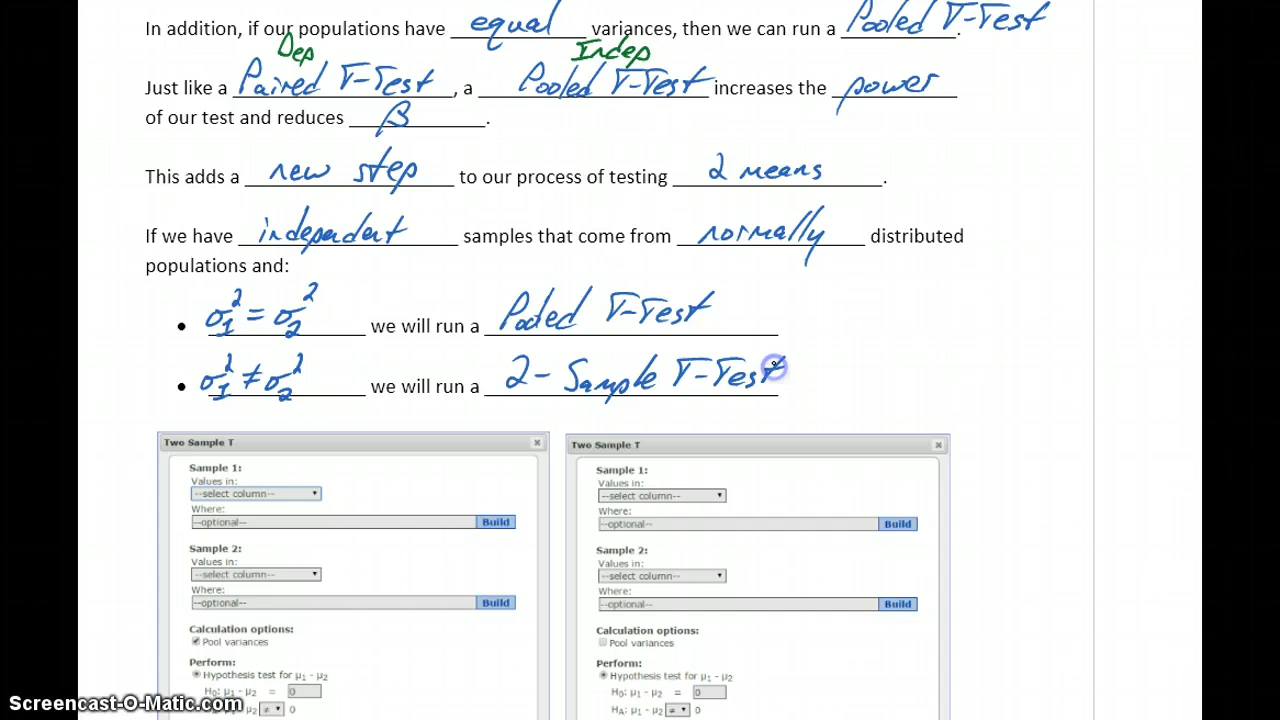 In addition, if our populations have equal variances, then we can run a Pooled T-Test.
Dep Indep
Just like a Paired T-Test, a Pooled T-Test increases the power
of our test and reduces β.
This adds a new step to our process of testing 2 means.
If we have independent samples that come from normally distributed
populations and:
• σ₁² = σ₂² we will run a Pooled T-Test
• σ₁² ≠ σ₂² we will run a 2-Sample T-Test
Two Sample T ×
Sample 1:
Values in:
--select column--
Where:
--optional-- Build
Sample 2:
Values in:
--select column--
Where:
--optional-- Build
Calculation options:
Pool variances
Perform:
Hypothesis test for μ₁ - μ₂
H₀: μ₁ - μ₂ = 0
μ₁ - μ₂ ≠ 0
Two Sample T ×
Sample 1:
Values in:
--select column--
Where:
--optional-- Build
Sample 2:
Values in:
--select column--
Where:
--optional-- Build
Calculation options:
Pool variances
Perform:
Hypothesis test for μ₁ - μ₂
H₀: μ₁ - μ₂ = 0
Hᴀ: μ₁ - μ₂ ≠ 0
Screencast-O-Matic.com